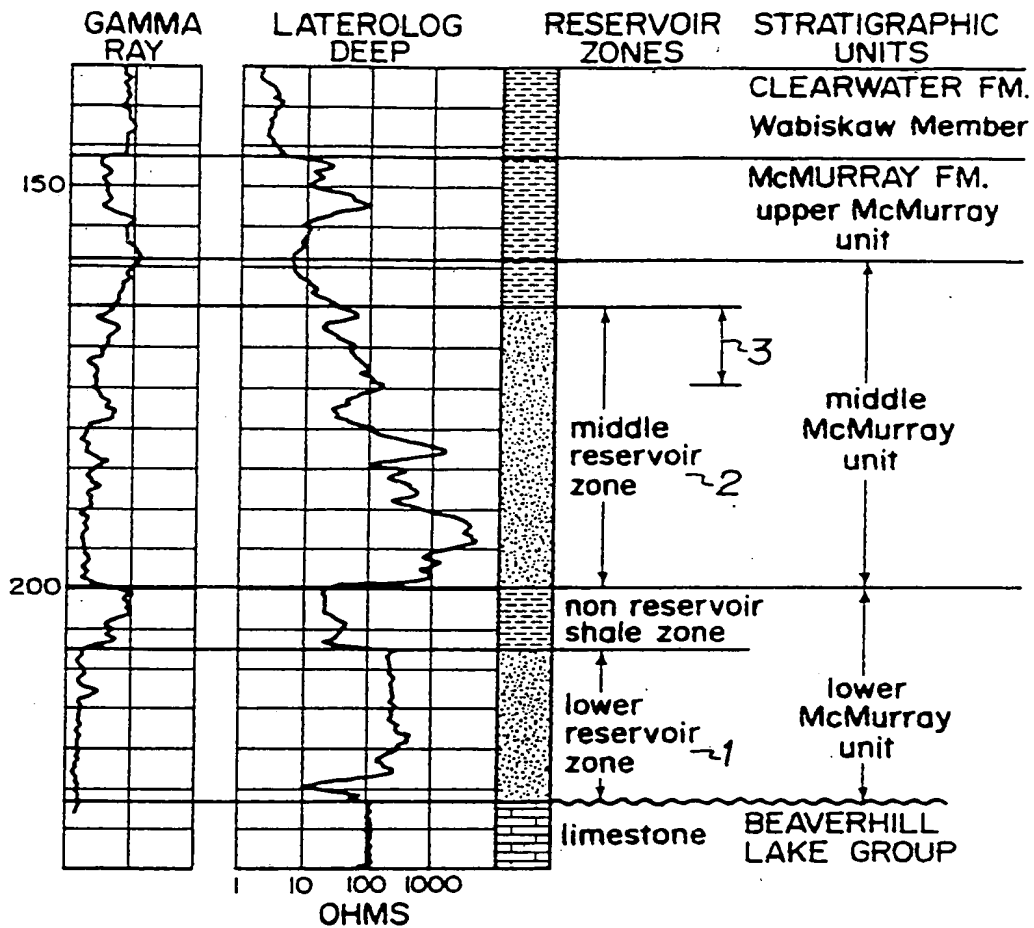 GAMMA RAY
LATEROLOG DEEP
RESERVOIR ZONES
STRATIGRAPHIC UNITS
CLEARWATER FM.
Wabiskaw Member
150
McMURRAY FM.
upper McMurray
unit
3
middle
McMurray
unit
middle
reservoir
zone 2
200
non reservoir
shale zone
lower
McMurray
unit
lower
reservoir
zone 1
limestone
BEAVERHILL
LAKE GROUP
1 10 100 1000
OHMS